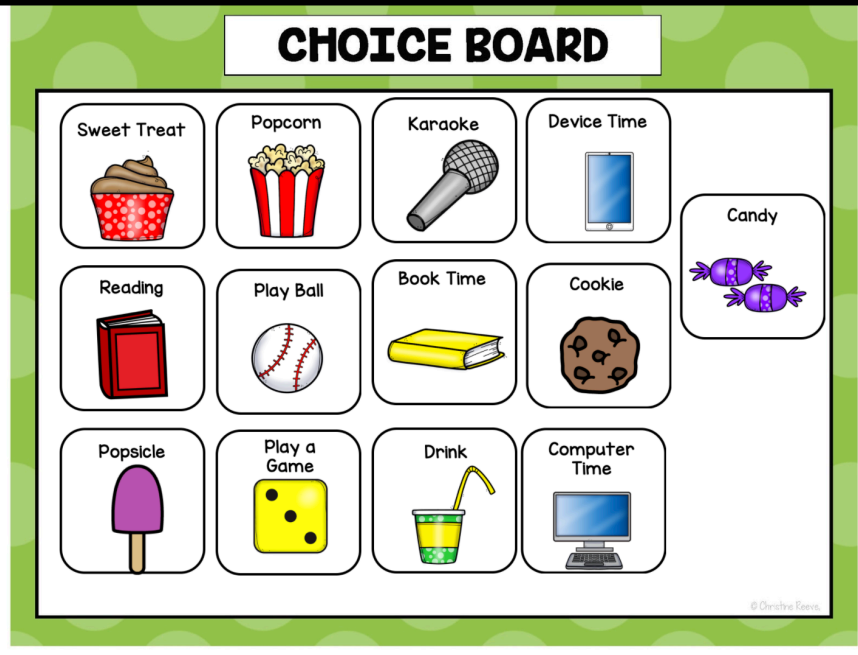 CHOICE BOARD
Sweet Treat
Popcorn
Karaoke
Device Time
Candy
Reading
Play Ball
Book Time
Cookie
Popsicle
Play a
Game
Drink
Computer
Time
© Christine Reeve,